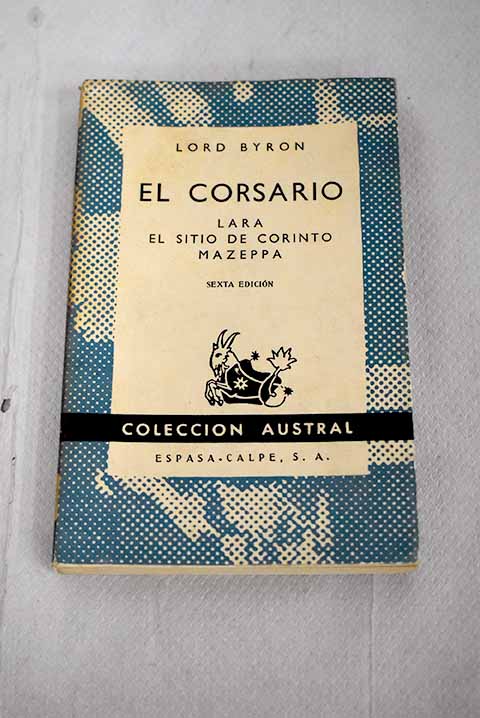 LORD BYRON
EL CORSARIO
LARA
EL SITIO DE CORINTO
MAZEPPA
SEXTA EDICIÓN
COLECCION AUSTRAL
ESPASA-CALPE, S. A.